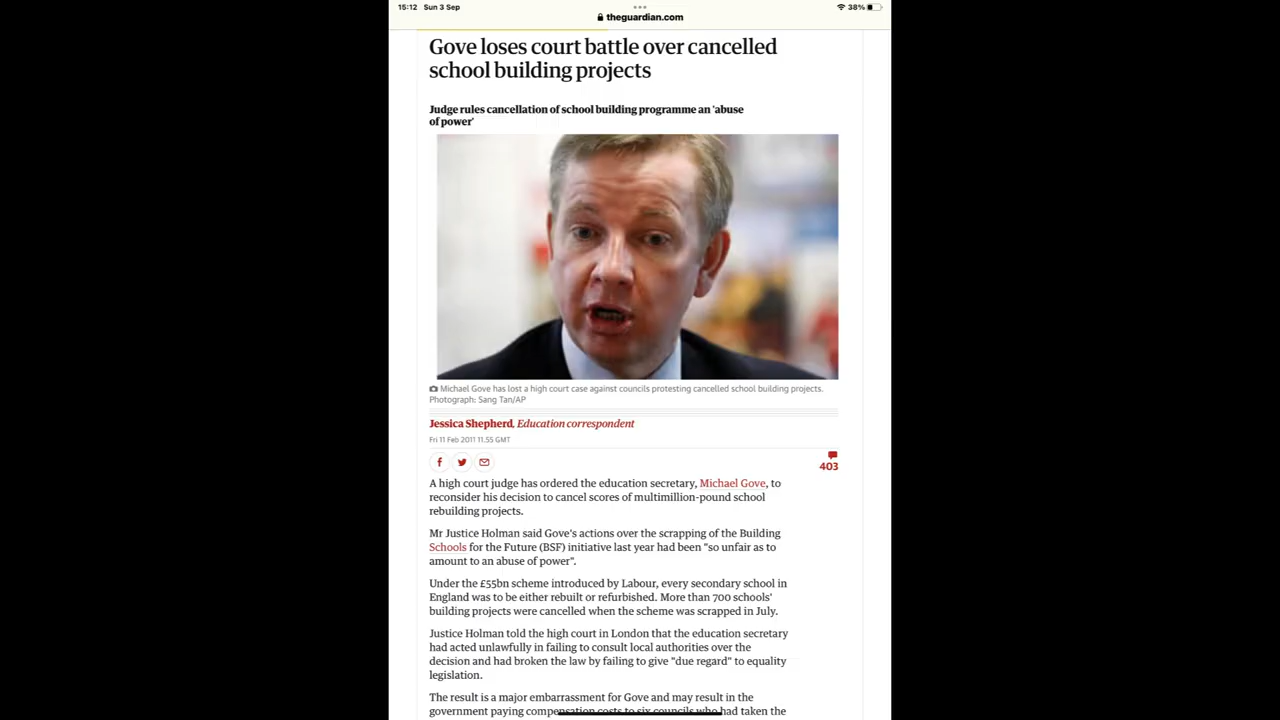 15:12 Sun 3 Sep
38%
theguardian.com
Gove loses court battle over cancelled
school building projects
Judge rules cancellation of school building programme an 'abuse
of power'
Michael Gove has lost a high court case against councils protesting cancelled school building projects.
Photograph: Sang Tan/AP
Jessica Shepherd, Education correspondent
Fri 11 Feb 2011 11.55 GMT
403
A high court judge has ordered the education secretary, Michael Gove, to
reconsider his decision to cancel scores of multimillion-pound school
rebuilding projects.
Mr Justice Holman said Gove's actions over the scrapping of the Building
Schools for the Future (BSF) initiative last year had been "so unfair as to
amount to an abuse of power".
Under the £55bn scheme introduced by Labour, every secondary school in
England was to be either rebuilt or refurbished. More than 700 schools'
building projects were cancelled when the scheme was scrapped in July.
Justice Holman told the high court in London that the education secretary
had acted unlawfully in failing to consult local authorities over the
decision and had broken the law by failing to give "due regard" to equality
legislation.
The result is a major embarrassment for Gove and may result in the
government paying compensation costs to six councils who had taken the